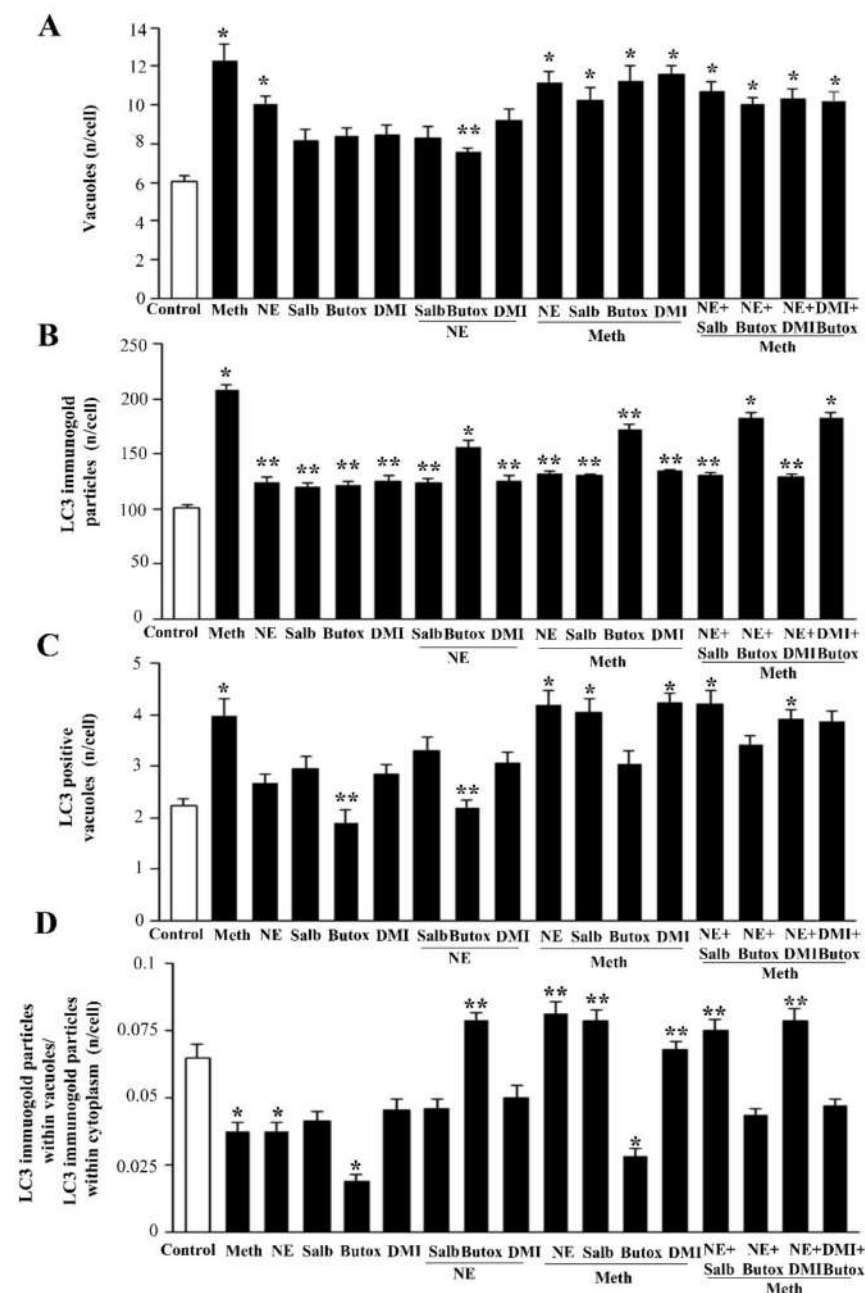 A
Vacuoles (n/cell)
14
12
10
8
6
4
2
0
* * ** * * * * * * * *
Control Meth NE Salb Butox DMI Salb Butox DMI NE Salb Butox DMI NE+ NE+ NE+ DMI+
Salb Butox DMI Butox
NE Meth Meth
B
LC3 immunogold
particles (n/cell)
250
200
150
100
50
0
* ** ** ** ** ** * ** ** ** ** ** ** * ** *
Control Meth NE Salb Butox DMI Salb Butox DMI NE Salb Butox DMI NE+ NE+ NE+ DMI+
Salb Butox DMI Butox
NE Meth Meth
C
LC3 positive
vacuoles (n/cell)
5
4
3
2
1
0
* ** ** * * * * *
Control Meth NE Salb Butox DMI Salb Butox DMI NE Salb Butox DMI NE+ NE+ NE+ DMI+
Salb Butox DMI Butox
NE Meth Meth
D
LC3 immuogold particles
within vacuoles/
LC3 immunogold particles
within cytoplasm (n/cell)
0.1
0.075
0.05
0.025
0
* * * ** ** ** * ** ** **
Control Meth NE Salb Butox DMI Salb Butox DMI NE Salb Butox DMI NE+ NE+ NE+ DMI+
Salb Butox DMI Butox
NE Meth Meth